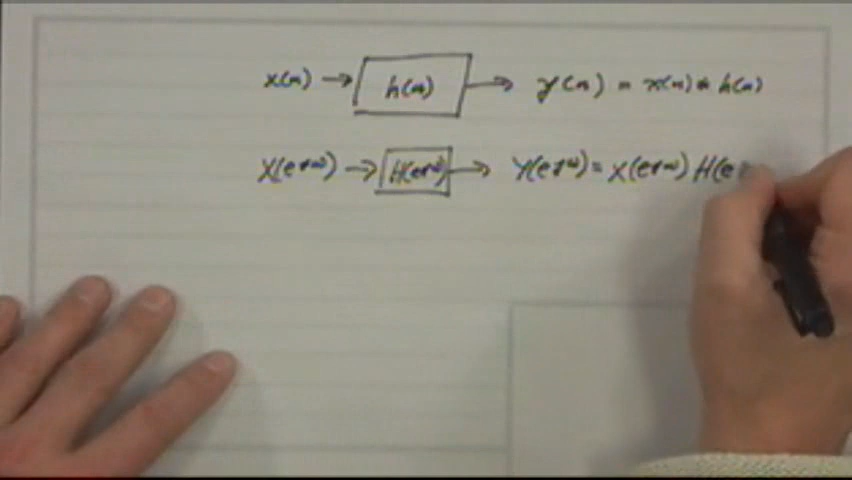 x(n) → h(n) → y(n) = x(n) * h(n)
X(e^jω) → H(e^jω) → Y(e^jω) = X(e^jω) H(e